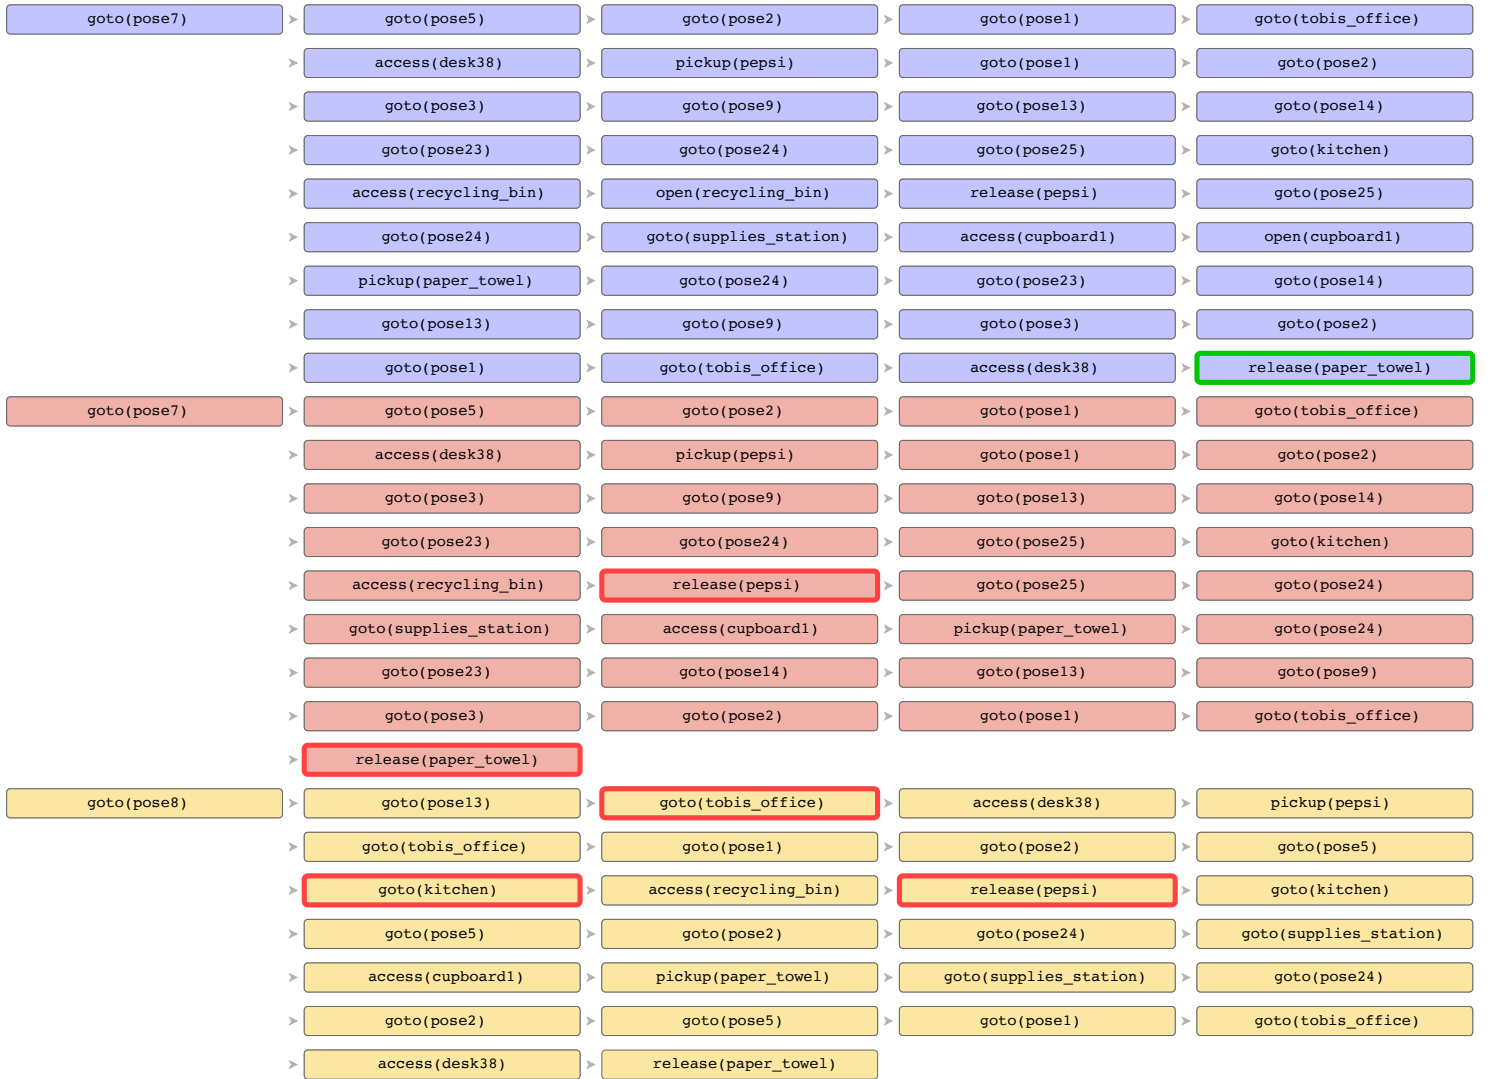 goto(pose7) goto(pose5) goto(pose2) goto(pose1) goto(tobis_office)
access(desk38) pickup(pepsi) goto(pose1) goto(pose2)
goto(pose3) goto(pose9) goto(pose13) goto(pose14)
goto(pose23) goto(pose24) goto(pose25) goto(kitchen)
access(recycling_bin) open(recycling_bin) release(pepsi) goto(pose25)
goto(pose24) goto(supplies_station) access(cupboard1) open(cupboard1)
pickup(paper_towel) goto(pose24) goto(pose23) goto(pose14)
goto(pose13) goto(pose9) goto(pose3) goto(pose2)
goto(pose1) goto(tobis_office) access(desk38) release(paper_towel)
goto(pose7) goto(pose5) goto(pose2) goto(pose1) goto(tobis_office)
access(desk38) pickup(pepsi) goto(pose1) goto(pose2)
goto(pose3) goto(pose9) goto(pose13) goto(pose14)
goto(pose23) goto(pose24) goto(pose25) goto(kitchen)
access(recycling_bin) release(pepsi) goto(pose25) goto(pose24)
goto(supplies_station) access(cupboard1) pickup(paper_towel) goto(pose24)
goto(pose23) goto(pose14) goto(pose13) goto(pose9)
goto(pose3) goto(pose2) goto(pose1) goto(tobis_office)
release(paper_towel)
goto(pose8) goto(pose13) goto(tobis_office) access(desk38) pickup(pepsi)
goto(tobis_office) goto(pose1) goto(pose2) goto(pose5)
goto(kitchen) access(recycling_bin) release(pepsi) goto(kitchen)
goto(pose5) goto(pose2) goto(pose24) goto(supplies_station)
access(cupboard1) pickup(paper_towel) goto(supplies_station) goto(pose24)
goto(pose2) goto(pose5) goto(pose1) goto(tobis_office)
access(desk38) release(paper_towel)